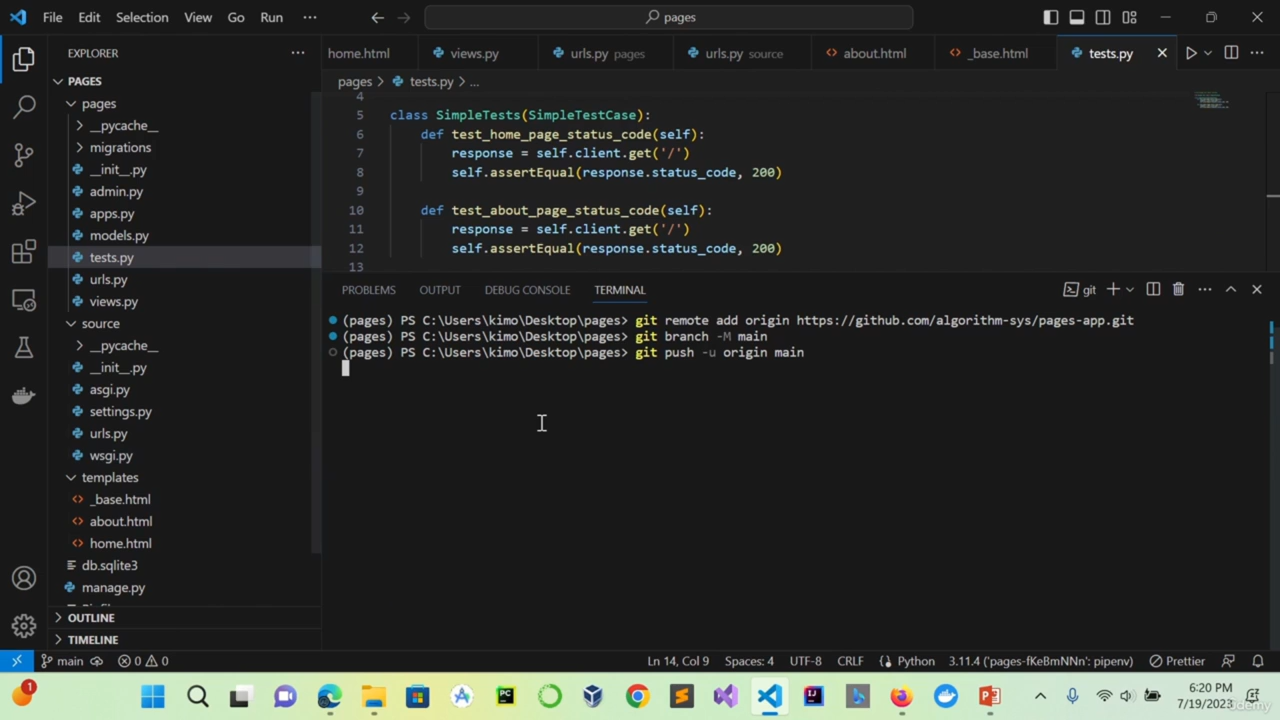 File Edit Selection View Go Run ··· pages
EXPLORER ···
home.html views.py urls.py pages urls.py source about.html _base.html tests.py
PAGES
pages > tests.py > ...
pages
__pycache__
migrations
__init__.py
admin.py
apps.py
models.py
tests.py
urls.py
views.py
source
__pycache__
__init__.py
asgi.py
settings.py
urls.py
wsgi.py
templates
_base.html
about.html
home.html
db.sqlite3
manage.py
OUTLINE
TIMELINE
4
5 class SimpleTests(SimpleTestCase):
6 def test_home_page_status_code(self):
7 response = self.client.get('/')
8 self.assertEqual(response.status_code, 200)
9
10 def test_about_page_status_code(self):
11 response = self.client.get('/')
12 self.assertEqual(response.status_code, 200)
13
PROBLEMS OUTPUT DEBUG CONSOLE TERMINAL git
(pages) PS C:\Users\kimo\Desktop\pages> git remote add origin https://github.com/algorithm-sys/pages-app.git
(pages) PS C:\Users\kimo\Desktop\pages> git branch -M main
(pages) PS C:\Users\kimo\Desktop\pages> git push -u origin main
main 0 0 Ln 14, Col 9 Spaces: 4 UTF-8 CRLF Python 3.11.4 ('pages-fKeBmNNn': pipenv) Prettier
1 PC 6:20 PM
7/19/2023
Udemy